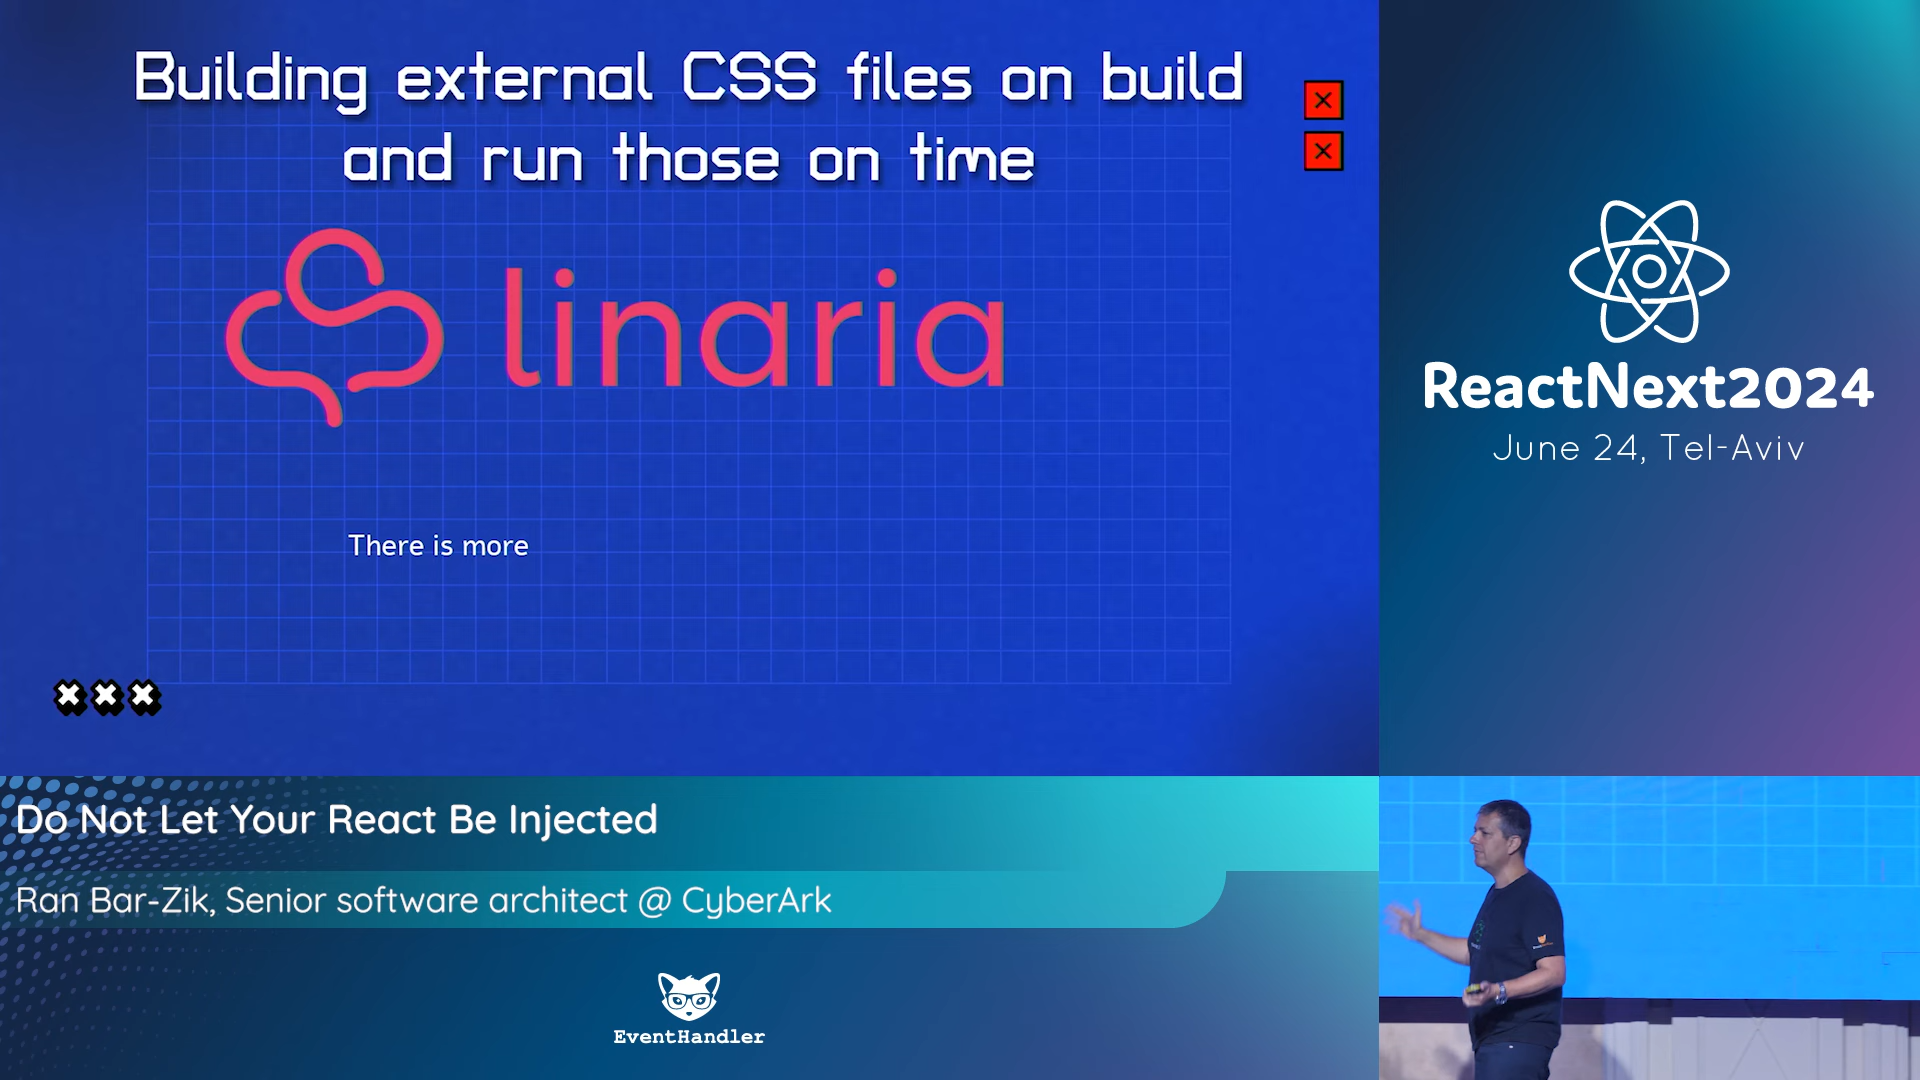 Building external CSS files on build
and run those on time
linaria
There is more
ReactNext2024
June 24, Tel-Aviv
Do Not Let Your React Be Injected
Ran Bar-Zik, Senior software architect @ CyberArk
EventHandler